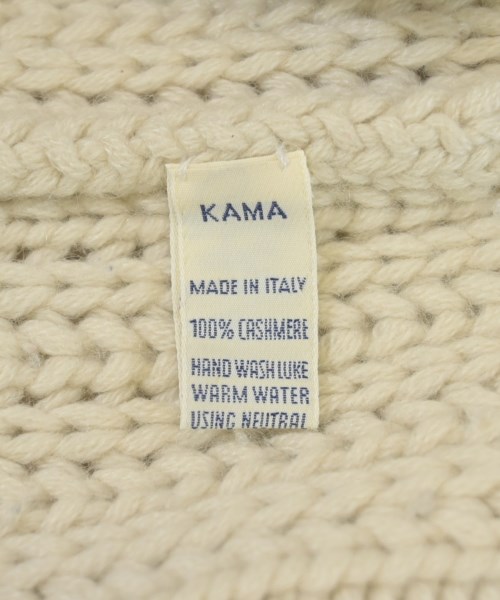 KAMA
MADE IN ITALY
100% CASHMERE
HAND WASH LUKE
WARM WATER
USING NEUTRAL